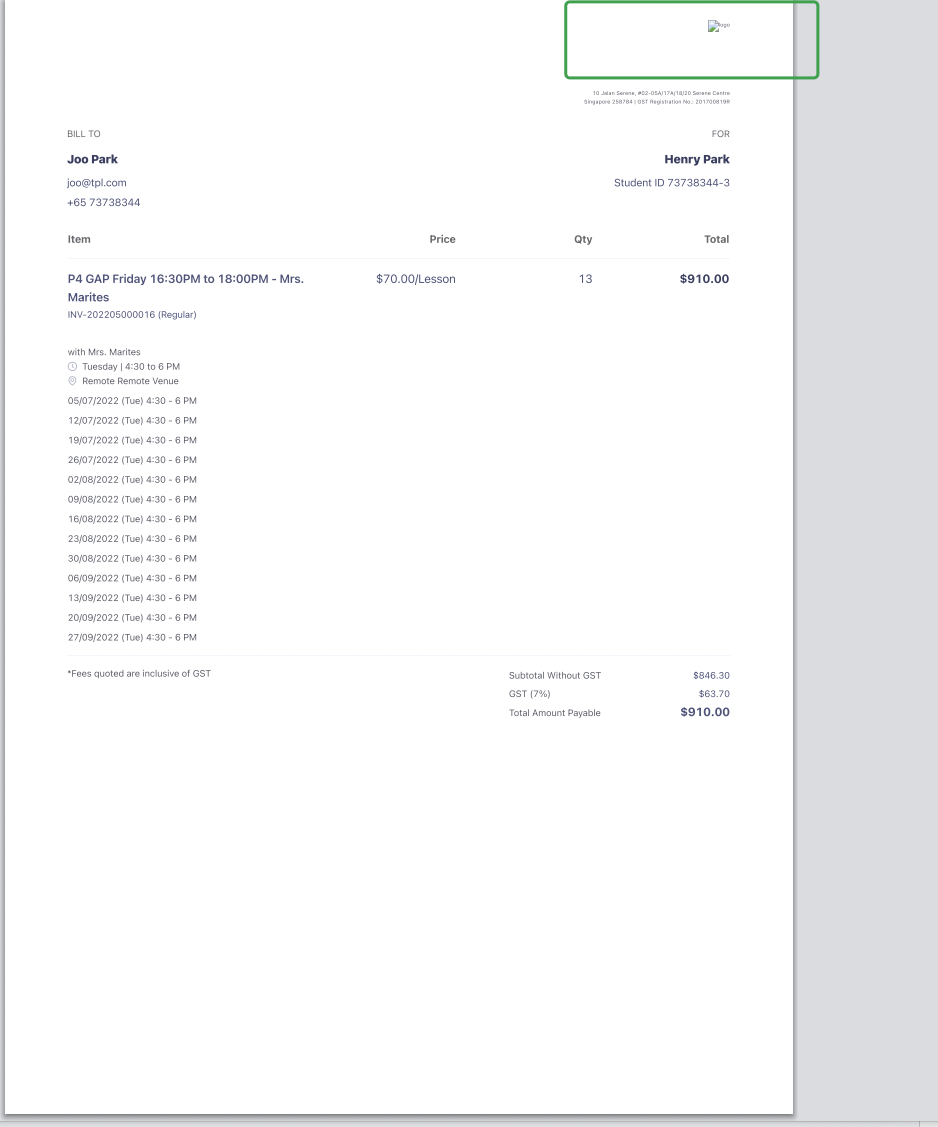 logo
10 Jalan Serene, #02-05A/17A/18/20 Serene Centre
Singapore 258784 | GST Registration No.: 201700819R
BILL TO
FOR
Joo Park
Henry Park
joo@tpl.com
Student ID 73738344-3
+65 73738344
Item Price Qty Total
P4 GAP Friday 16:30PM to 18:00PM - Mrs. $70.00/Lesson 13 $910.00
Marites
INV-202205000016 (Regular)
with Mrs. Marites
Tuesday | 4:30 to 6 PM
Remote Remote Venue
05/07/2022 (Tue) 4:30 - 6 PM
12/07/2022 (Tue) 4:30 - 6 PM
19/07/2022 (Tue) 4:30 - 6 PM
26/07/2022 (Tue) 4:30 - 6 PM
02/08/2022 (Tue) 4:30 - 6 PM
09/08/2022 (Tue) 4:30 - 6 PM
16/08/2022 (Tue) 4:30 - 6 PM
23/08/2022 (Tue) 4:30 - 6 PM
30/08/2022 (Tue) 4:30 - 6 PM
06/09/2022 (Tue) 4:30 - 6 PM
13/09/2022 (Tue) 4:30 - 6 PM
20/09/2022 (Tue) 4:30 - 6 PM
27/09/2022 (Tue) 4:30 - 6 PM
*Fees quoted are inclusive of GST
Subtotal Without GST $846.30
GST (7%) $63.70
Total Amount Payable $910.00